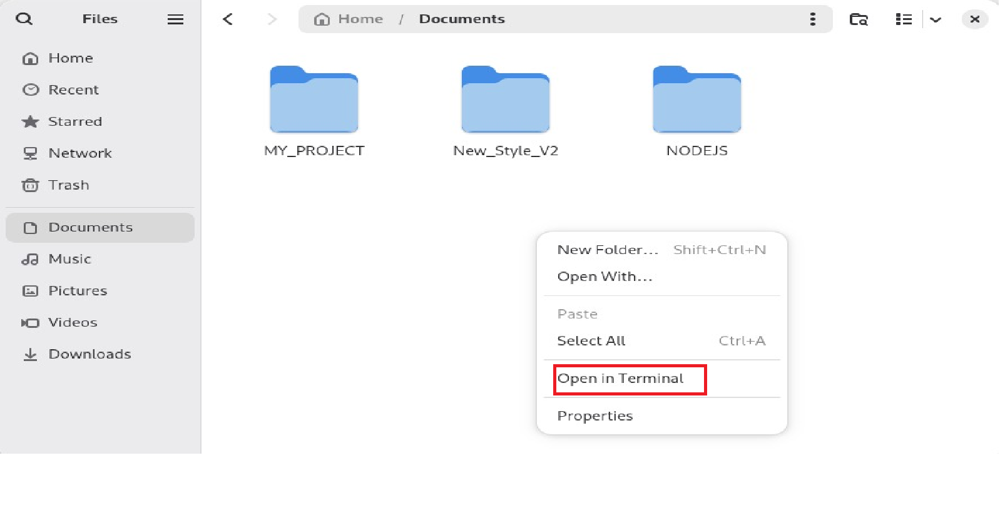 Files
Home / Documents
Home
Recent
Starred
Network
Trash
Documents
Music
Pictures
Videos
Downloads
MY_PROJECT
New_Style_V2
NODEJS
New Folder... Shift+Ctrl+N
Open With...
Paste
Select All Ctrl+A
Open in Terminal
Properties